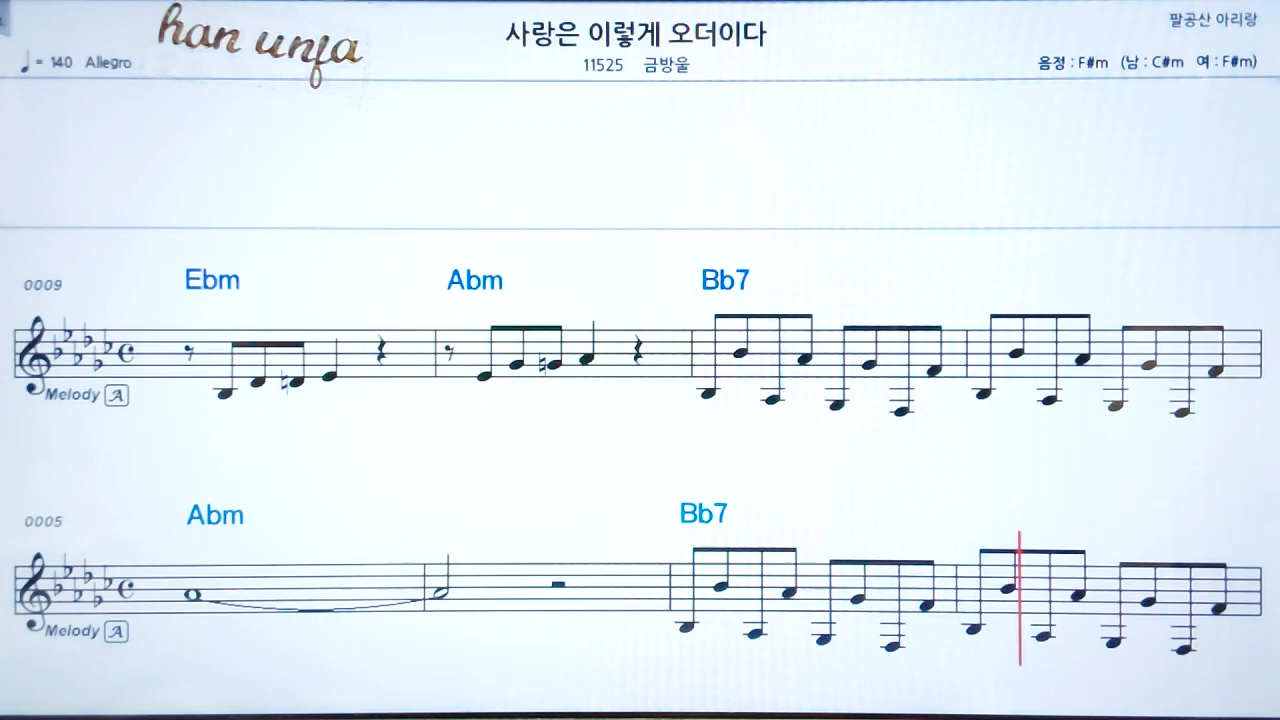 han unfa
사랑은 이렇게 오더이다
팔공산 아리랑
♩= 140 Allegro
11525 금방울
음정 : F#m (남 : C#m 여 : F#m)
0009
Ebm Abm Bb7
Melody A
0005
Abm Bb7
Melody A